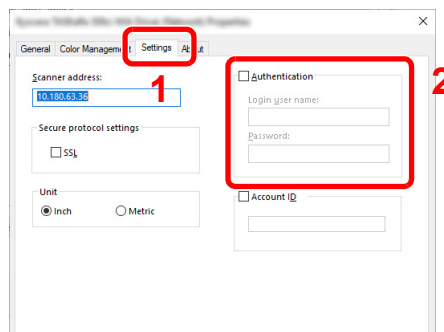 Properties
General Color Management Settings About
1
2
Scanner address:
10.180.63.36
Secure protocol settings
SSL
Unit
Inch Metric
Authentication
Login user name:
Password:
Account ID